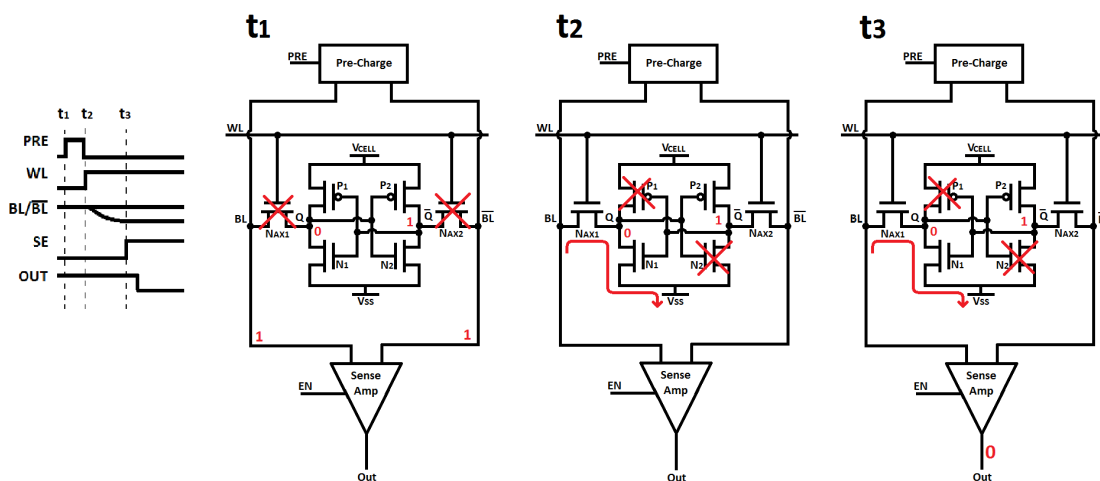 t1
t2
t3
PRE
Pre-Charge
PRE
Pre-Charge
PRE
Pre-Charge
t1 t2 t3
PRE
WL
BL/B̅L̅
SE
OUT
WL
VCELL
P1
P2
BL
NAX1
Q
0
1
Q̅
NAX2
B̅L̅
N1
N2
VSS
1
1
Sense
Amp
EN
Out
WL
VCELL
P1
P2
BL
NAX1
Q
0
1
Q̅
NAX2
B̅L̅
N1
N2
VSS
Sense
Amp
EN
Out
WL
VCELL
P1
P2
BL
NAX1
Q
0
1
Q̅
NAX2
N1
N2
VSS
Sense
Amp
EN
0
Out